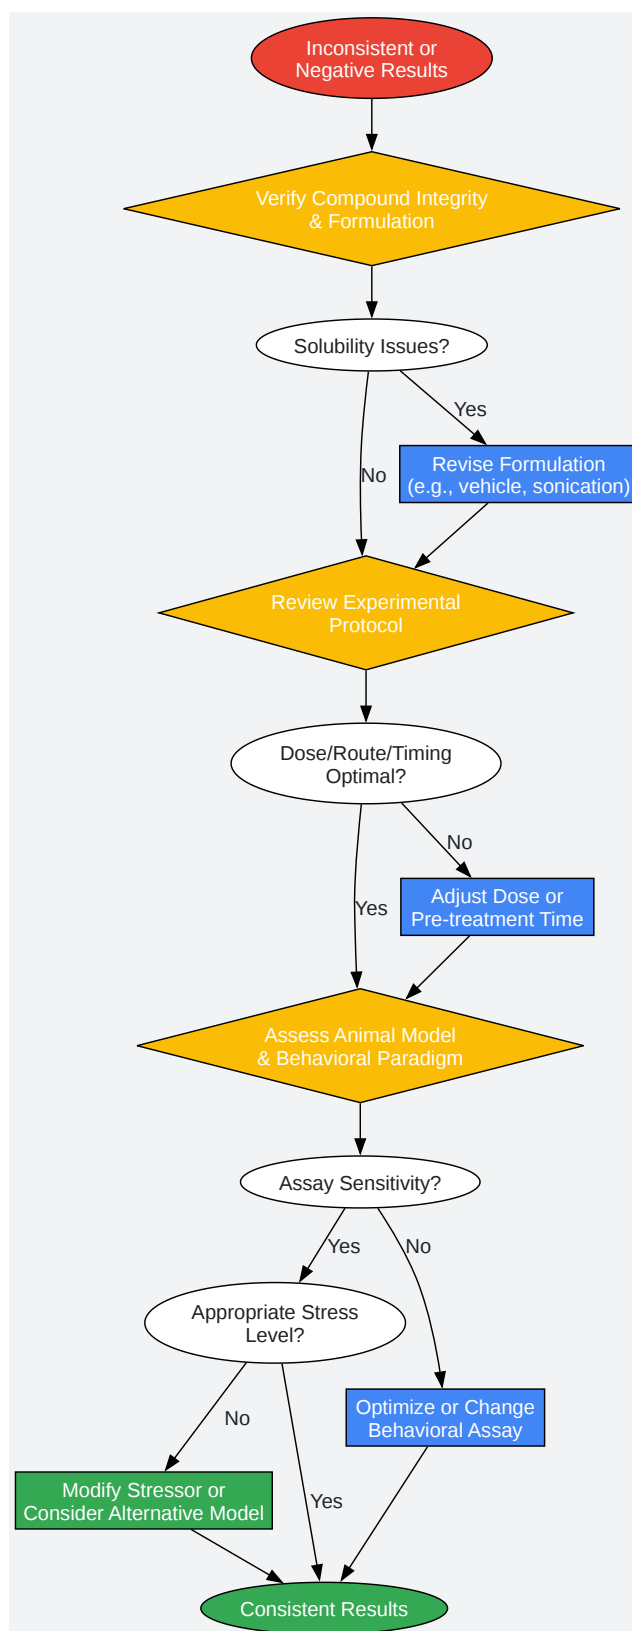 Inconsistent or
Negative Results
Verify Compound Integrity
& Formulation
Solubility Issues?
Yes
No
Revise Formulation
(e.g., vehicle, sonication)
Review Experimental
Protocol
Dose/Route/Timing
Optimal?
No
Yes
Adjust Dose or
Pre-treatment Time
Assess Animal Model
& Behavioral Paradigm
Assay Sensitivity?
Yes
No
Appropriate Stress
Level?
No
Optimize or Change
Behavioral Assay
Modify Stressor or
Consider Alternative Model
Yes
Consistent Results